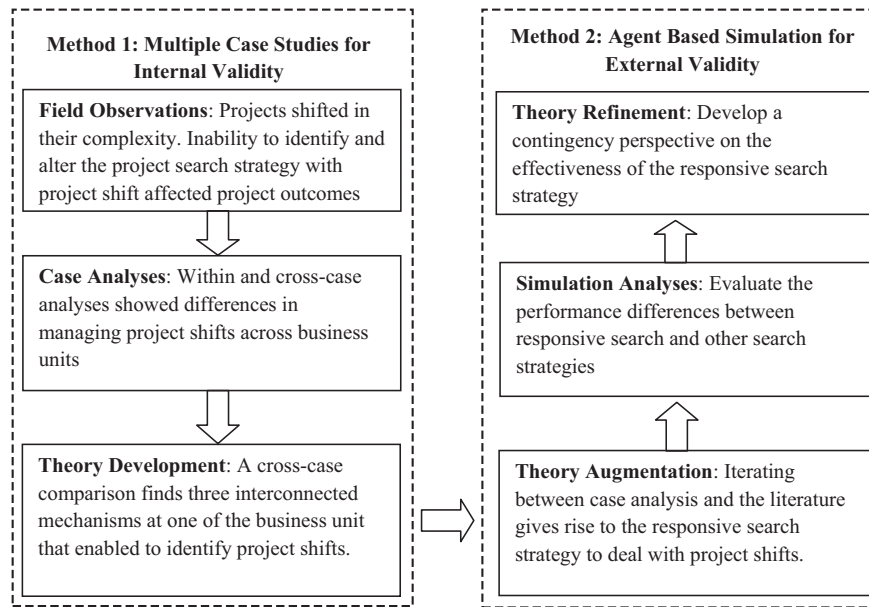 Method 1: Multiple Case Studies for
Internal Validity
Field Observations: Projects shifted in
their complexity. Inability to identify and
alter the project search strategy with
project shift affected project outcomes
Case Analyses: Within and cross-case
analyses showed differences in
managing project shifts across business
units
Theory Development: A cross-case
comparison finds three interconnected
mechanisms at one of the business unit
that enabled to identify project shifts.
Method 2: Agent Based Simulation for
External Validity
Theory Refinement: Develop a
contingency perspective on the
effectiveness of the responsive search
strategy
Simulation Analyses: Evaluate the
performance differences between
responsive search and other search
strategies
Theory Augmentation: Iterating
between case analysis and the literature
gives rise to the responsive search
strategy to deal with project shifts.